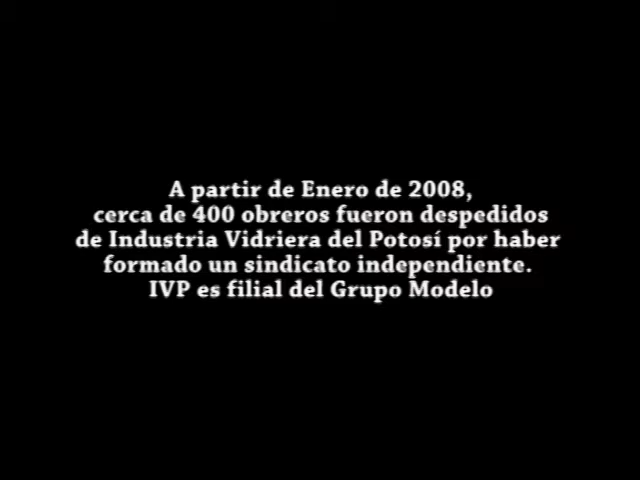 A partir de Enero de 2008,
cerca de 400 obreros fueron despedidos
de Industria Vidriera del Potosí por haber
formado un sindicato independiente.
IVP es filial del Grupo Modelo